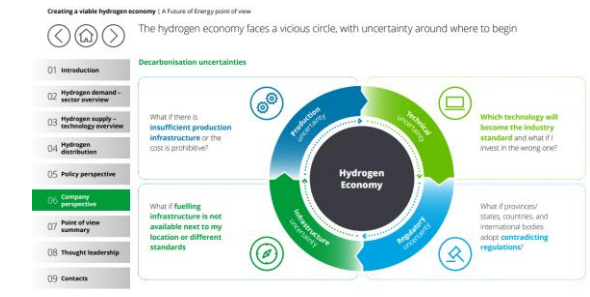 Creating a viable hydrogen economy | A Future of Energy point of view
The hydrogen economy faces a vicious circle, with uncertainty around where to begin
01 Introduction
02 Hydrogen demand –
sector overview
03 Hydrogen supply –
technology overview
04 Hydrogen
distribution
05 Policy perspective
06 Company
perspective
07 Point of view
summary
08 Thought leadership
09 Contacts
Decarbonisation uncertainties
What if there is
insufficient production
infrastructure or the
cost is prohibitive?
Production
uncertainty
Technical
uncertainty
Which technology will
become the industry
standard and what if I
invest in the wrong one?
Hydrogen
Economy
What if fuelling
infrastructure is not
available next to my
location or different
standards
Infrastructure
uncertainty
Regulatory
uncertainty
What if provinces/
states, countries, and
international bodies
adopt contradicting
regulations?